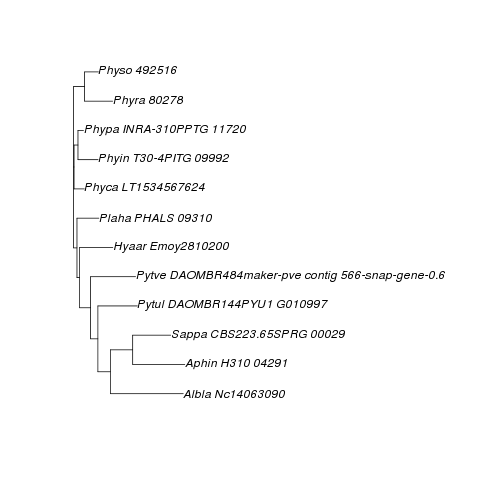 Physo 492516
Phyra 80278
Phypa INRA-310PPTG 11720
Phyin T30-4PITG 09992
Phyca LT1534567624
Plaha PHALS 09310
Hyaar Emoy2810200
Pytve DAOMBR484maker-pve contig 566-snap-gene-0.6
Pytul DAOMBR144PYU1 G010997
Sappa CBS223.65SPRG 00029
Aphin H310 04291
Albla Nc14063090